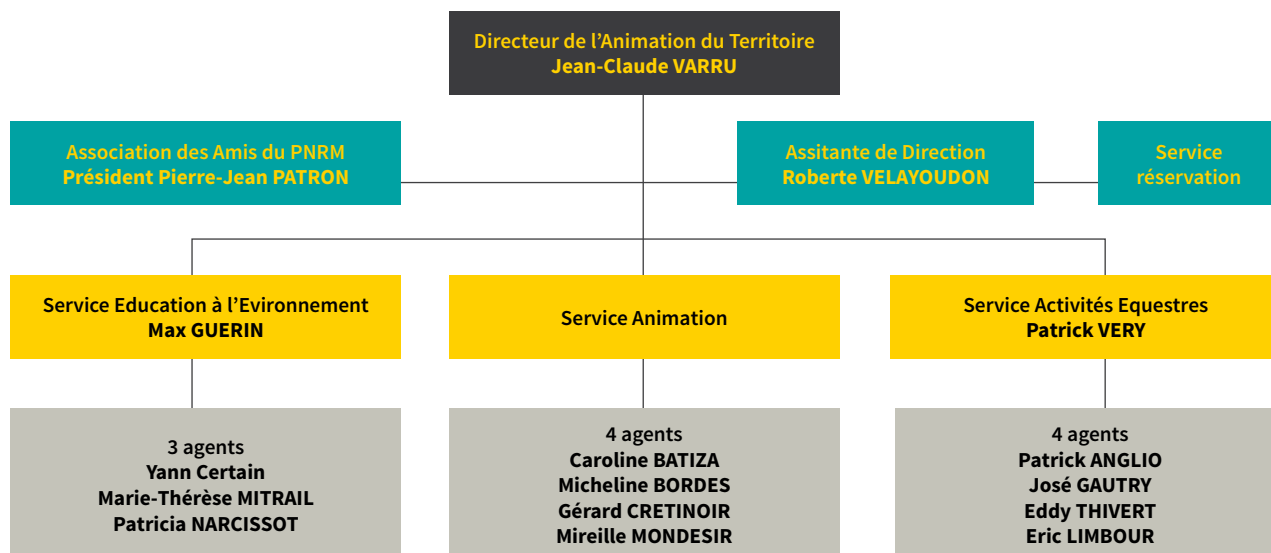 Directeur de l’Animation du Territoire
Jean-Claude VARRU
Association des Amis du PNRM
Président Pierre-Jean PATRON
Assitante de Direction
Roberte VELAYOUDON
Service
réservation
Service Education à l’Evironnement
Max GUERIN
Service Animation
Service Activités Equestres
Patrick VERY
3 agents
Yann Certain
Marie-Thérèse MITRAIL
Patricia NARCISSOT
4 agents
Caroline BATIZA
Micheline BORDES
Gérard CRETINOIR
Mireille MONDESIR
4 agents
Patrick ANGLIO
José GAUTRY
Eddy THIVERT
Eric LIMBOUR